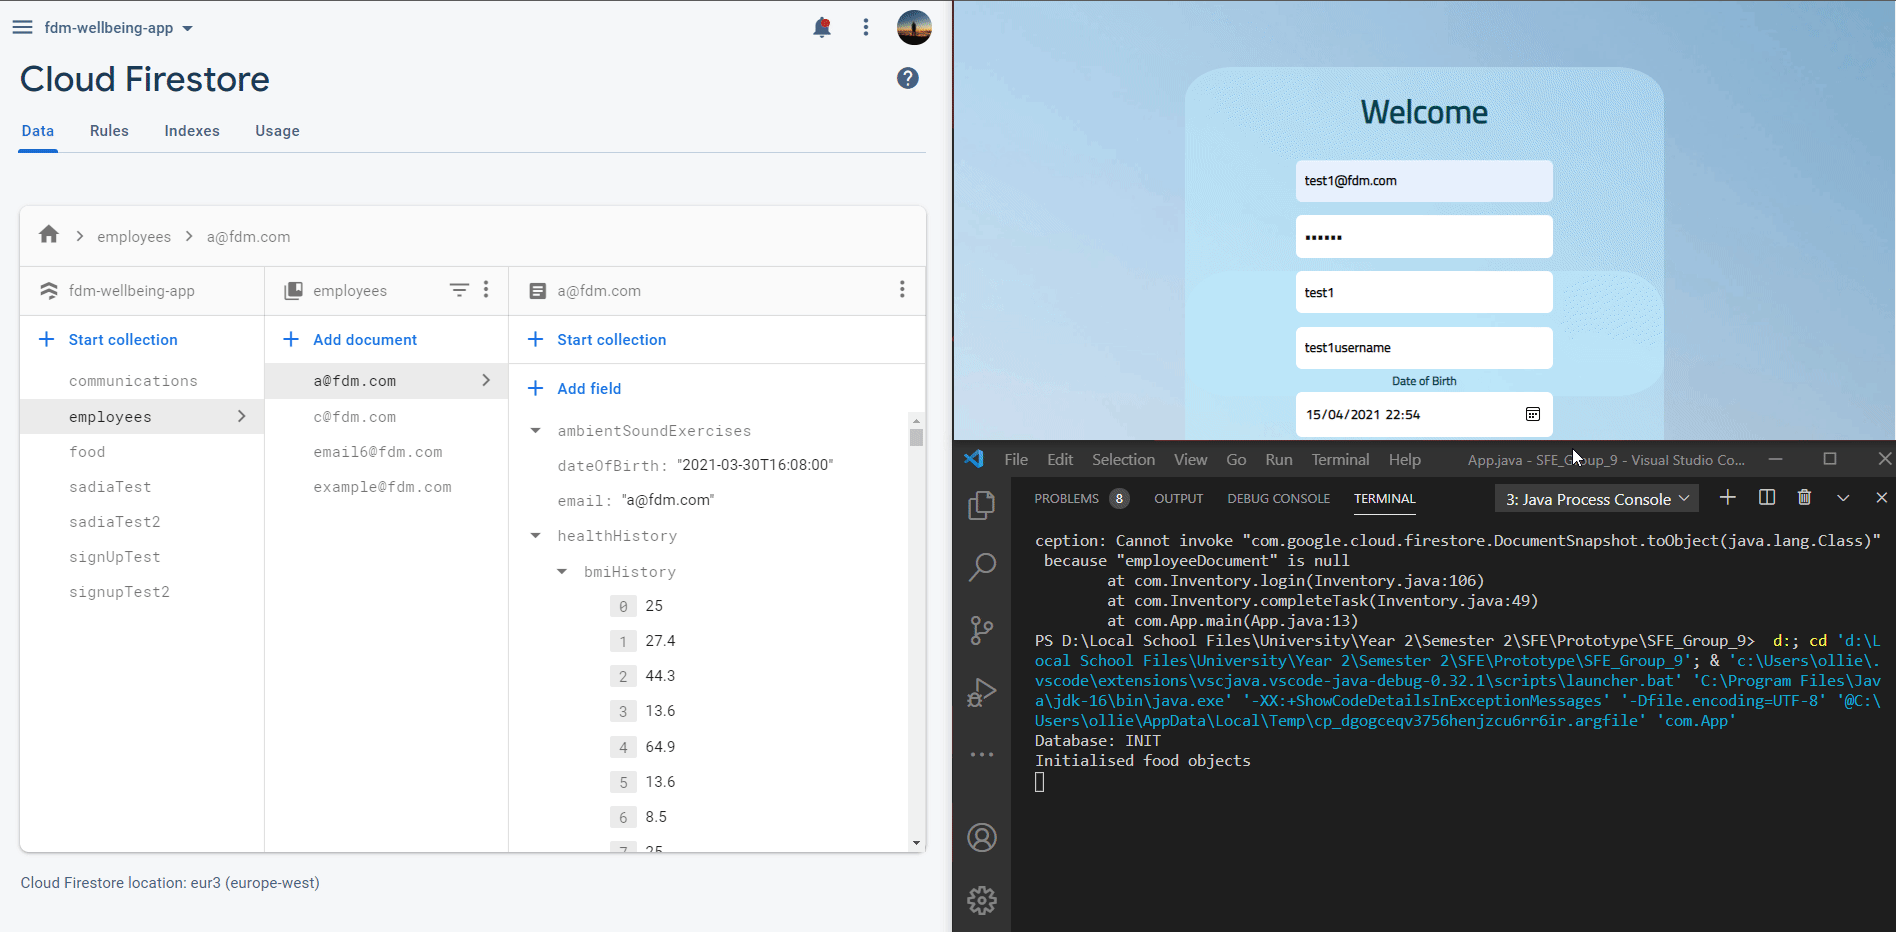 fdm-wellbeing-app
Cloud Firestore
Data Rules Indexes Usage
employees a@fdm.com
fdm-wellbeing-app
Start collection
communications
employees
food
sadiaTest
sadiaTest2
signUpTest
signupTest2
employees
Add document
a@fdm.com
c@fdm.com
email6@fdm.com
example@fdm.com
a@fdm.com
Start collection
Add field
ambientSoundExercises
dateOfBirth: "2021-03-30T16:08:00"
email: "a@fdm.com"
healthHistory
bmiHistory
0 25
1 27.4
2 44.3
3 13.6
4 64.9
5 13.6
6 8.5
7 25
Cloud Firestore location: eur3 (europe-west)
Welcome
test1@fdm.com
••••••
test1
test1username
Date of Birth
15/04/2021 22:54
File Edit Selection View Go Run Terminal Help App.java - SFE_Group_9 - Visual Studio Co...
PROBLEMS 8 OUTPUT DEBUG CONSOLE TERMINAL 3: Java Process Console
ception: Cannot invoke "com.google.cloud.firestore.DocumentSnapshot.toObject(java.lang.Class)"
because "employeeDocument" is null
at com.Inventory.login(Inventory.java:106)
at com.Inventory.completeTask(Inventory.java:49)
at com.App.main(App.java:13)
PS D:\Local School Files\University\Year 2\Semester 2\SFE\Prototype\SFE_Group_9> d:; cd 'd:\L
ocal School Files\University\Year 2\Semester 2\SFE\Prototype\SFE_Group_9'; & 'c:\Users\ollie\.
vscode\extensions\vscjava.vscode-java-debug-0.32.1\scripts\launcher.bat' 'C:\Program Files\Jav
a\jdk-16\bin\java.exe' '-XX:+ShowCodeDetailsInExceptionMessages' '-Dfile.encoding=UTF-8' '@C:\
Users\ollie\AppData\Local\Temp\cp_dgogceqv3756henjzcu6rr6ir.argfile' 'com.App'
Database: INIT
Initialised food objects